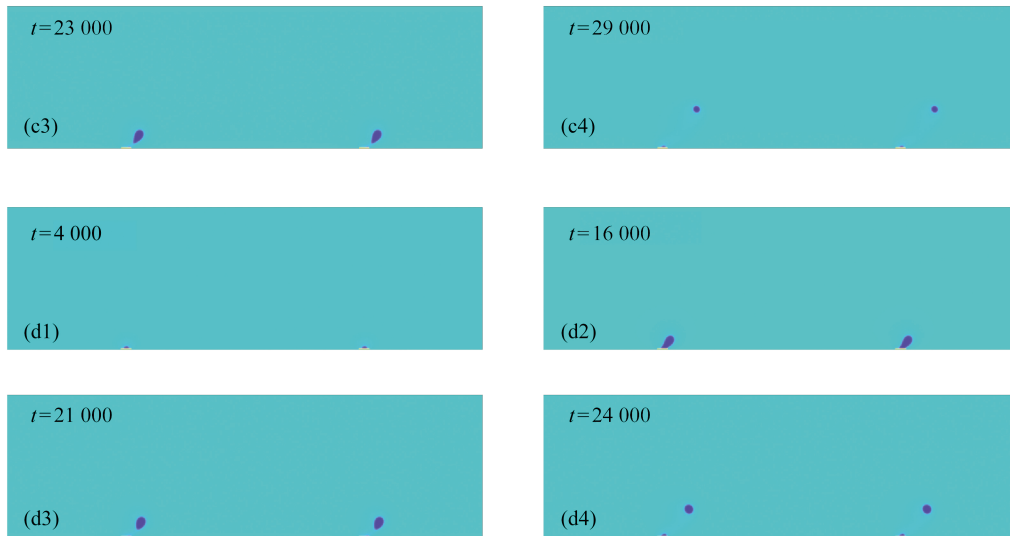 t=23 000
t=29 000
(c3)
(c4)
t=4 000
t=16 000
(d1)
(d2)
t=21 000
t=24 000
(d3)
(d4)